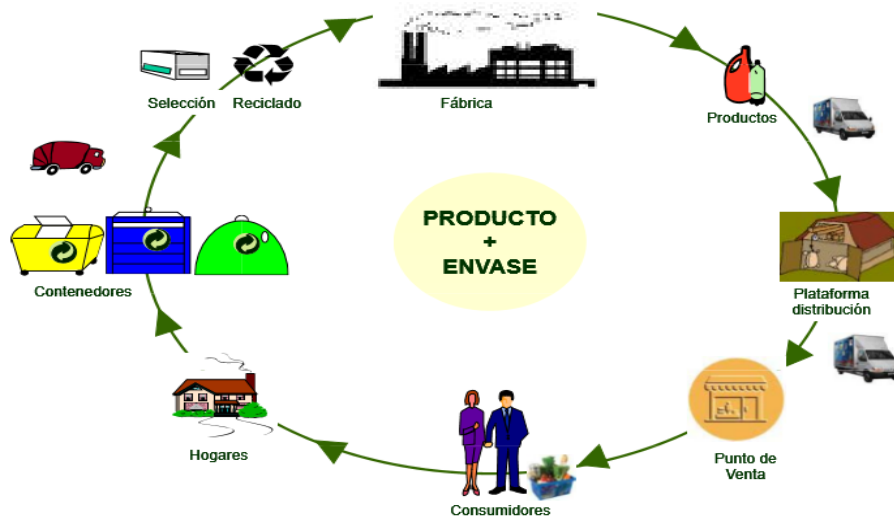 Selección
Reciclado
Fábrica
Productos
PRODUCTO
+
ENVASE
Contenedores
Plataforma
distribución
Hogares
Punto de
Venta
Consumidores